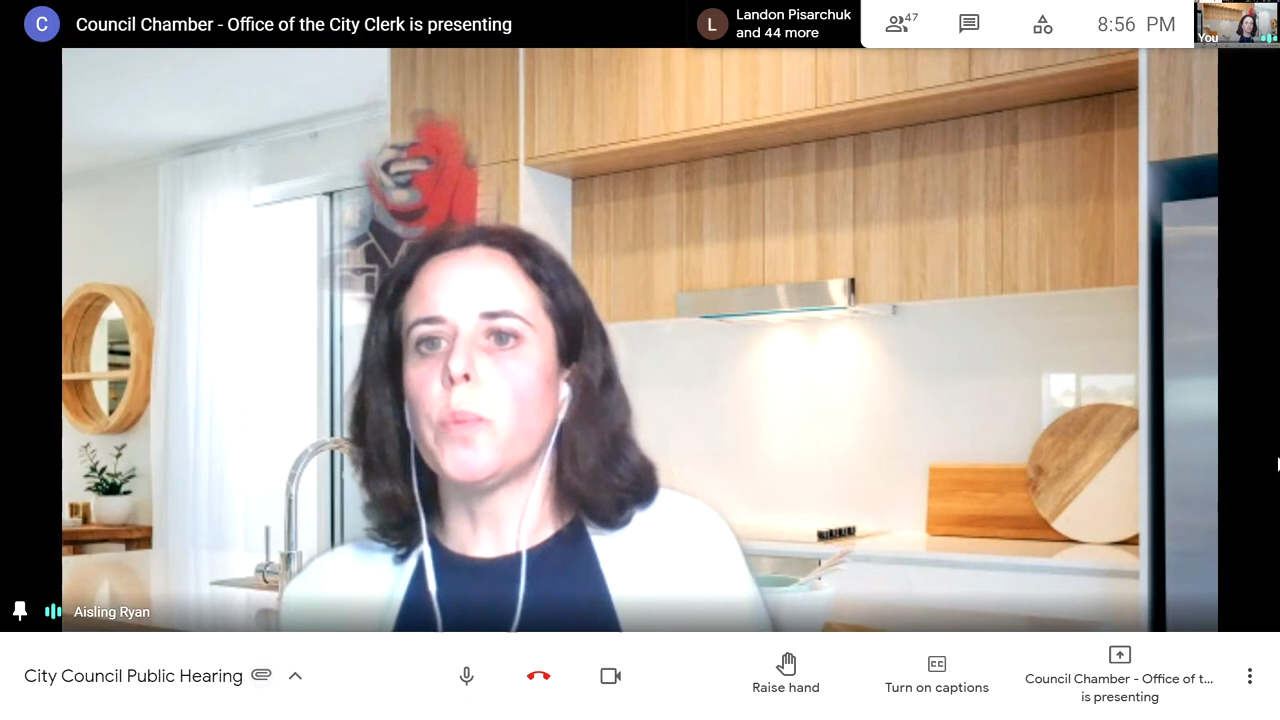 C
Council Chamber - Office of the City Clerk is presenting
L
Landon Pisarchuk
and 44 more
47
8:56 PM
You
Aisling Ryan
City Council Public Hearing
Raise hand
CC
Turn on captions
Council Chamber - Office of t...
is presenting